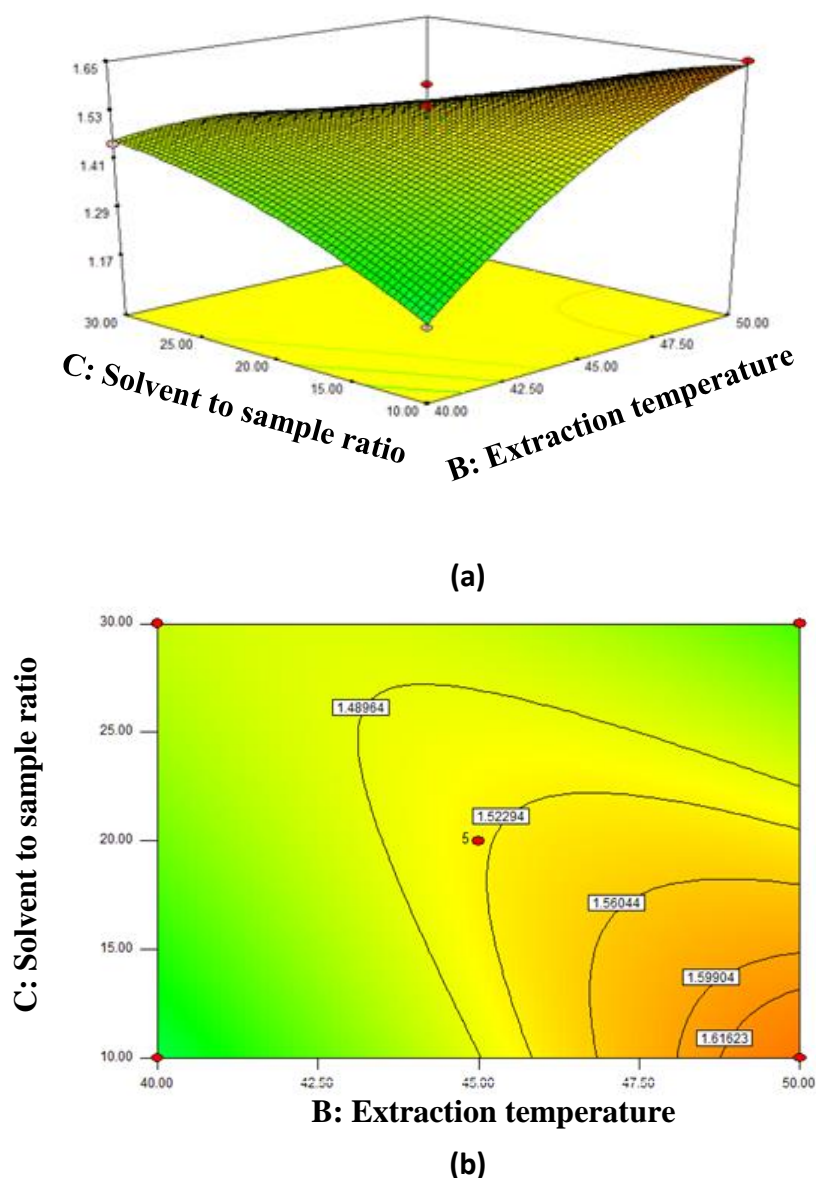 1.65
1.53
1.41
1.29
1.17
30.00 50.00
25.00 47.50
20.00 45.00
15.00 42.50
10.00 40.00
C: Solvent to sample ratio
B: Extraction temperature
(a)
30.00
1.48964
25.00
1.52294
20.00 5
1.56044
15.00
1.59904
1.61623
10.00
40.00 42.50 45.00 47.50 50.00
C: Solvent to sample ratio
B: Extraction temperature
(b)